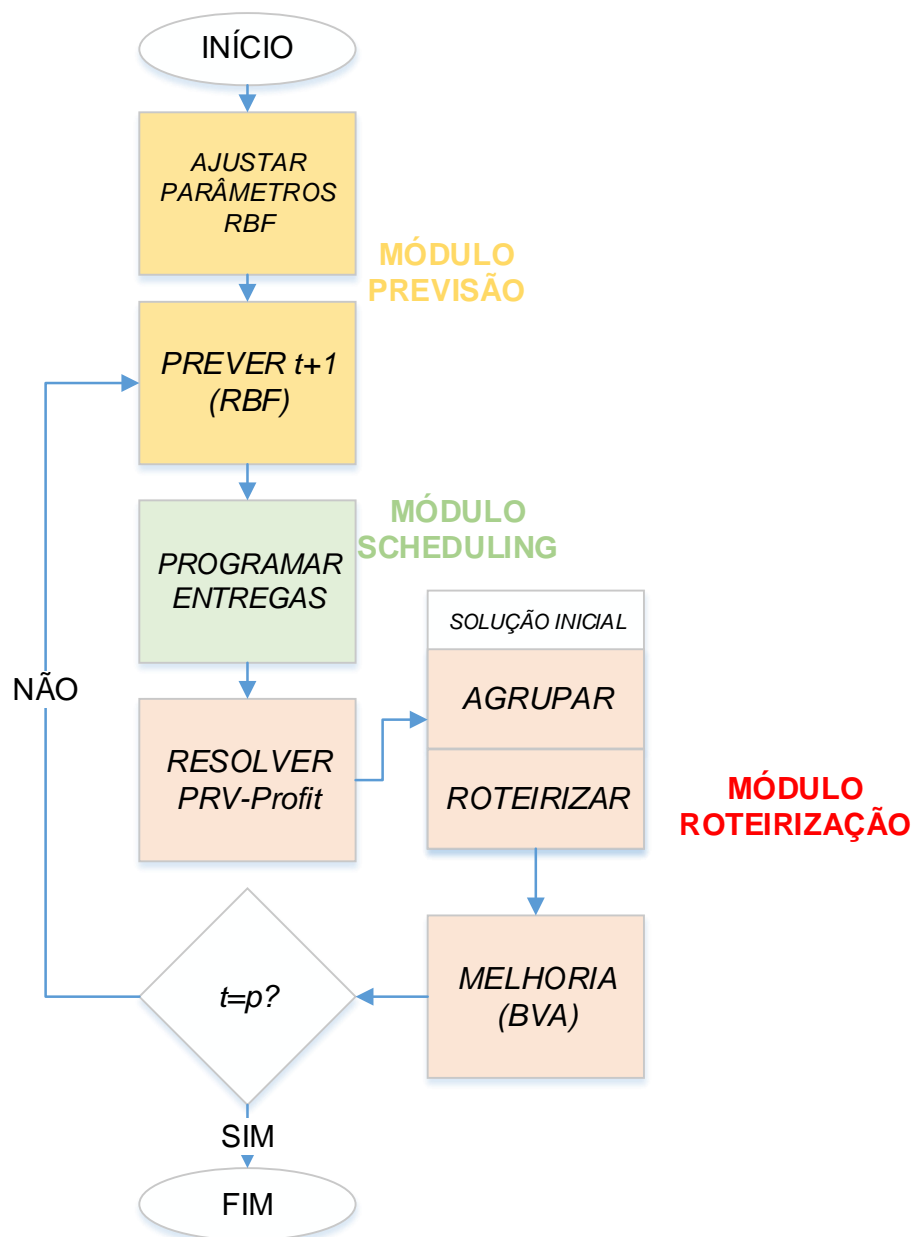 INÍCIO
AJUSTAR
PARÂMETROS
RBF
MÓDULO
PREVISÃO
PREVER t+1
(RBF)
MÓDULO
SCHEDULING
PROGRAMAR
ENTREGAS
SOLUÇÃO INICIAL
AGRUPAR
NÃO
RESOLVER
PRV-Profit
ROTEIRIZAR
MÓDULO
ROTEIRIZAÇÃO
MELHORIA
(BVA)
t=p?
SIM
FIM